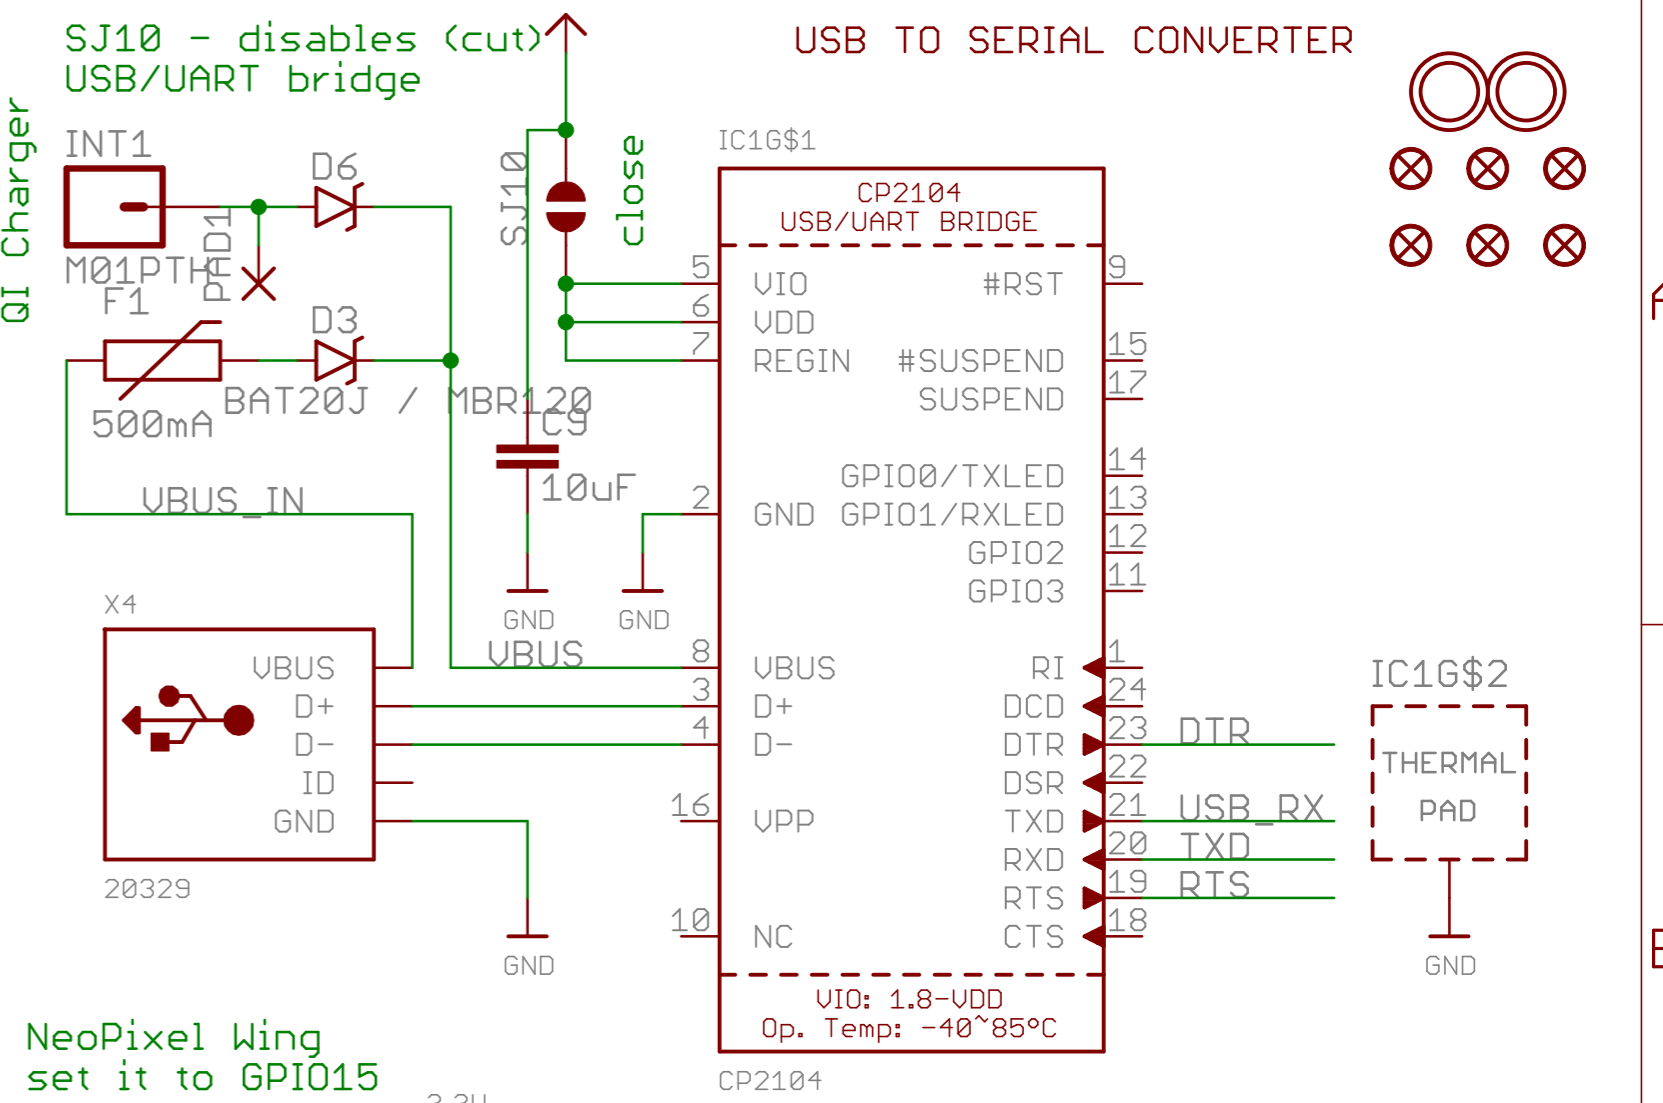 SJ10 - disables (cut)
USB/UART bridge
USB TO SERIAL CONVERTER
QI Charger
INT1
D6
SJ10
close
IC1G$1
CP2104
USB/UART BRIDGE
PAD1
M01PTH
F1
D3
500mA
BAT20J / MBR120
C9
10uF
VBUS_IN
5 VIO
6 VDD
7 REGIN
2 GND
8 VBUS
3 D+
4 D-
16 VPP
10 NC
#RST 9
#SUSPEND 15
SUSPEND 17
GPIO0/TXLED 14
GPIO1/RXLED 13
GPIO2 12
GPIO3 11
RI 1
DCD 24
DTR 23 DTR
DSR 22
TXD 21 USB_RX
RXD 20 TXD
RTS 19 RTS
CTS 18
GND
GND
VBUS
X4
VBUS
D+
D-
ID
GND
20329
GND
IC1G$2
THERMAL
PAD
GND
VIO: 1.8-VDD
Op. Temp: -40~85°C
CP2104
NeoPixel Wing
set it to GPIO15